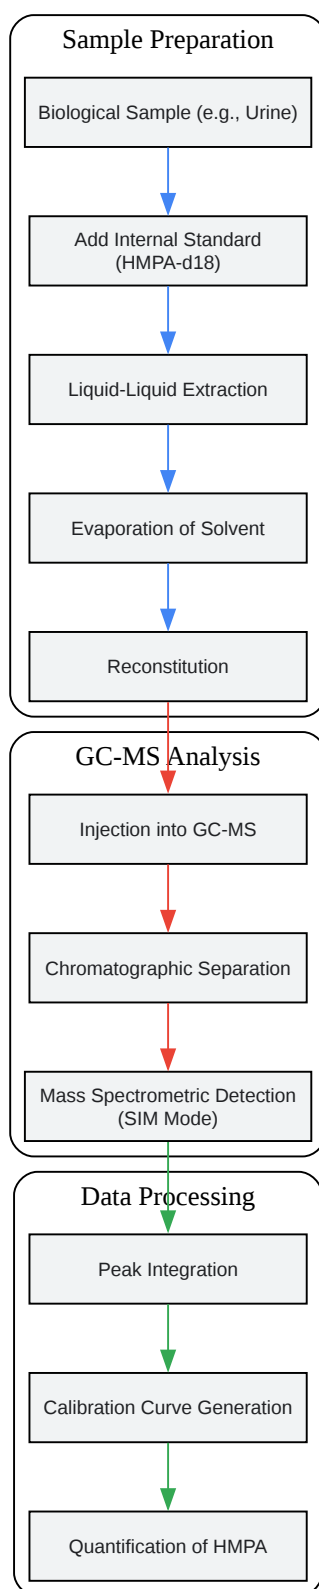 Sample Preparation
Biological Sample (e.g., Urine)
Add Internal Standard
(HMPA-d18)
Liquid-Liquid Extraction
Evaporation of Solvent
Reconstitution
GC-MS Analysis
Injection into GC-MS
Chromatographic Separation
Mass Spectrometric Detection
(SIM Mode)
Data Processing
Peak Integration
Calibration Curve Generation
Quantification of HMPA